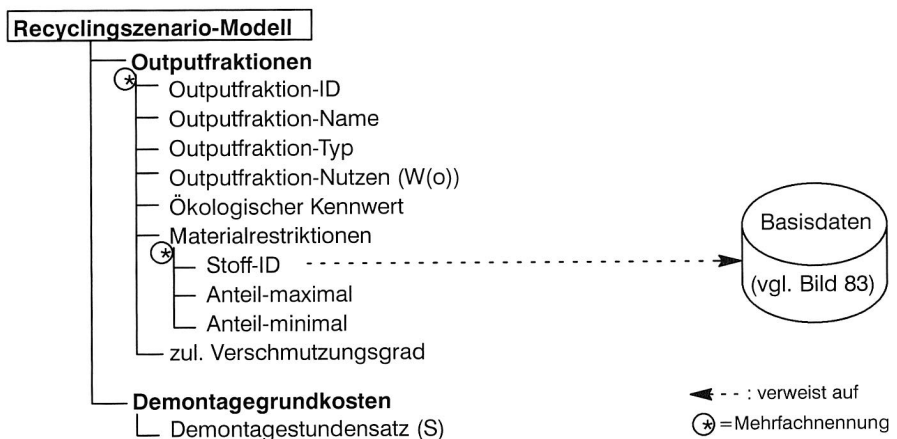 Recyclingszenario-Modell
Outputfraktionen
* Outputfraktion-ID
Outputfraktion-Name
Outputfraktion-Typ
Outputfraktion-Nutzen (W(o))
Ökologischer Kennwert
Materialrestriktionen
* Stoff-ID
Anteil-maximal
Anteil-minimal
zul. Verschmutzungsgrad
Demontagegrundkosten
Demontagestundensatz (S)
Basisdaten
(vgl. Bild 83)
: verweist auf
* = Mehrfachnennung